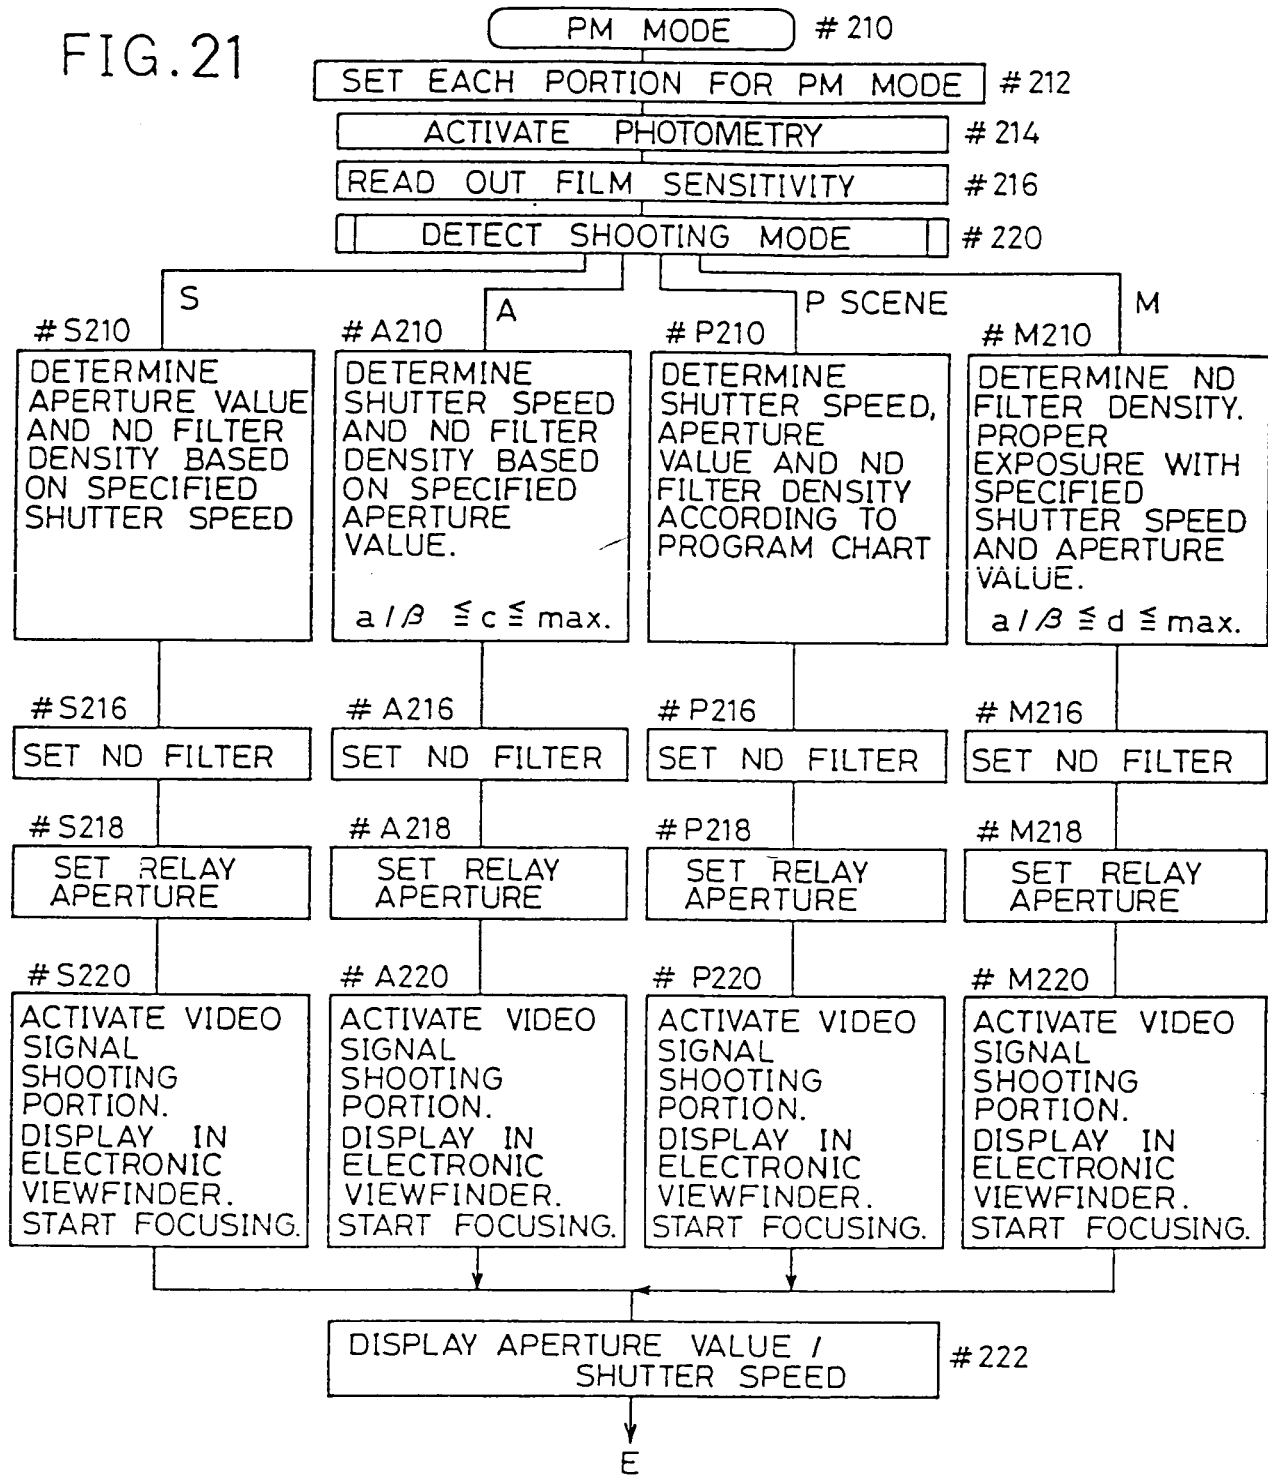 FIG.21
PM MODE
#210
SET EACH PORTION FOR PM MODE
#212
ACTIVATE PHOTOMETRY
#214
READ OUT FILM SENSITIVITY
#216
DETECT SHOOTING MODE
#220
S
A
P SCENE
M
#S210
DETERMINE
APERTURE VALUE
AND ND FILTER
DENSITY BASED
ON SPECIFIED
SHUTTER SPEED
#A210
DETERMINE
SHUTTER SPEED
AND ND FILTER
DENSITY BASED
ON SPECIFIED
APERTURE
VALUE.
a/β ≦ c ≦ max.
#P210
DETERMINE
SHUTTER SPEED,
APERTURE
VALUE AND ND
FILTER DENSITY
ACCORDING TO
PROGRAM CHART
#M210
DETERMINE ND
FILTER DENSITY.
PROPER
EXPOSURE WITH
SPECIFIED
SHUTTER SPEED
AND APERTURE
VALUE.
a/β ≦ d ≦ max.
#S216
SET ND FILTER
#A216
SET ND FILTER
#P216
SET ND FILTER
#M216
SET ND FILTER
#S218
SET RELAY
APERTURE
#A218
SET RELAY
APERTURE
#P218
SET RELAY
APERTURE
#M218
SET RELAY
APERTURE
#S220
ACTIVATE VIDEO
SIGNAL
SHOOTING
PORTION.
DISPLAY IN
ELECTRONIC
VIEWFINDER.
START FOCUSING.
#A220
ACTIVATE VIDEO
SIGNAL
SHOOTING
PORTION.
DISPLAY IN
ELECTRONIC
VIEWFINDER.
START FOCUSING.
#P220
ACTIVATE VIDEO
SIGNAL
SHOOTING
PORTION.
DISPLAY IN
ELECTRONIC
VIEWFINDER.
START FOCUSING.
#M220
ACTIVATE VIDEO
SIGNAL
SHOOTING
PORTION.
DISPLAY IN
ELECTRONIC
VIEWFINDER.
START FOCUSING.
DISPLAY APERTURE VALUE /
SHUTTER SPEED
#222
E